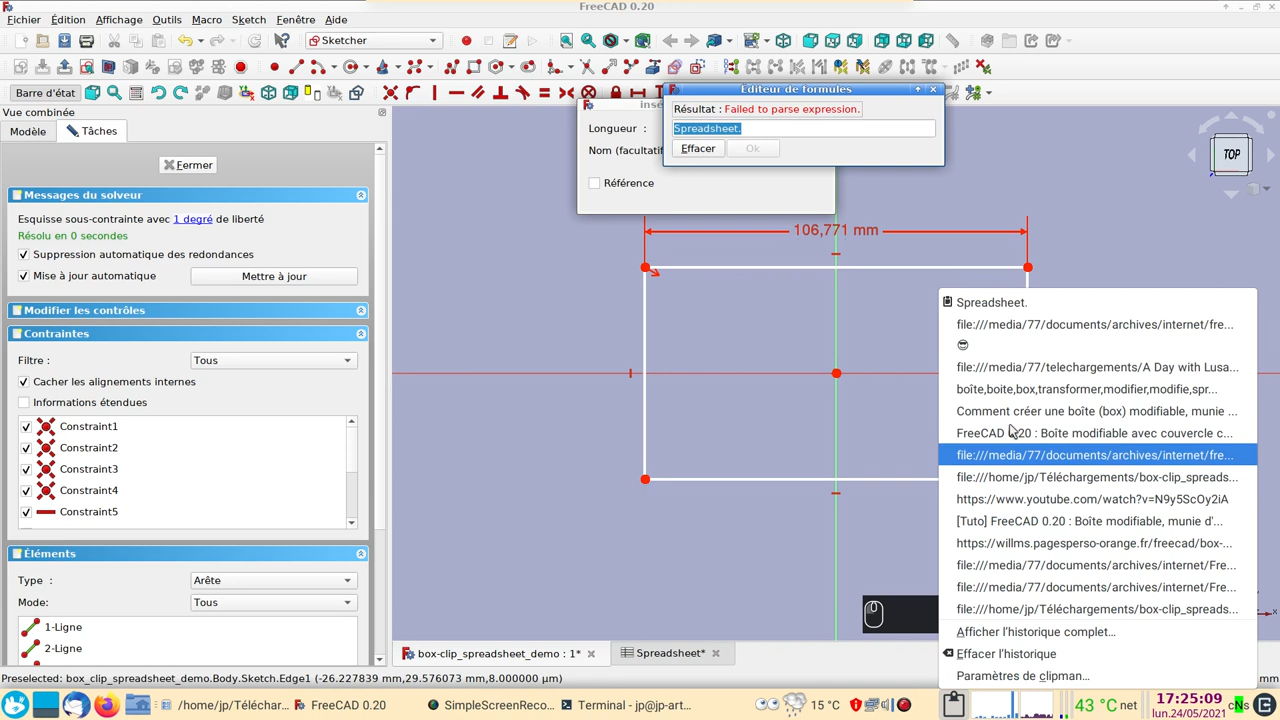 FreeCAD 0.20
Fichier Édition Affichage Outils Macro Sketch Fenêtre Aide
Sketcher
Barre d'état
Vue combinée
Modèle Tâches
Fermer
Messages du solveur
Esquisse sous-contrainte avec 1 degré de liberté
Résolu en 0 secondes
Suppression automatique des redondances
Mise à jour automatique Mettre à jour
Modifier les contrôles
Contraintes
Filtre : Tous
Cacher les alignements internes
Informations étendues
Constraint1
Constraint2
Constraint3
Constraint4
Constraint5
Éléments
Type : Arête
Mode: Tous
1-Ligne
2-Ligne
Longueur :
Nom (facultatif
Référence
Éditeur de formules
Résultat : Failed to parse expression.
Spreadsheet.
Effacer Ok
TOP
106,771 mm
Spreadsheet.
file:///media/77/documents/archives/internet/fre...
file:///media/77/telechargements/A Day with Lusa...
boîte,boite,box,transformer,modifier,modifie,spr...
Comment créer une boîte (box) modifiable, munie ...
FreeCAD 0.20 : Boîte modifiable avec couvercle c...
file:///media/77/documents/archives/internet/fre...
file:///home/jp/Téléchargements/box-clip_spreads...
https://www.youtube.com/watch?v=N9y5ScOy2iA
[Tuto] FreeCAD 0.20 : Boîte modifiable, munie d'...
https://willms.pagesperso-orange.fr/freecad/box-...
file:///media/77/documents/archives/internet/Fre...
file:///media/77/documents/archives/internet/Fre...
file:///home/jp/Téléchargements/box-clip_spreads...
Afficher l'historique complet...
Effacer l'historique
Paramètres de clipman...
box-clip_spreadsheet_demo : 1* Spreadsheet*
Preselected: box_clip_spreadsheet_demo.Body.Sketch.Edge1 (-26.227839 mm,29.576073 mm,8.000000 µm)
mm
/home/jp/Téléchar... FreeCAD 0.20 SimpleScreenReco... Terminal - jp@jp-art...
15 °C
43 °C net
17:25:09
lun.24/05/2021
cNs